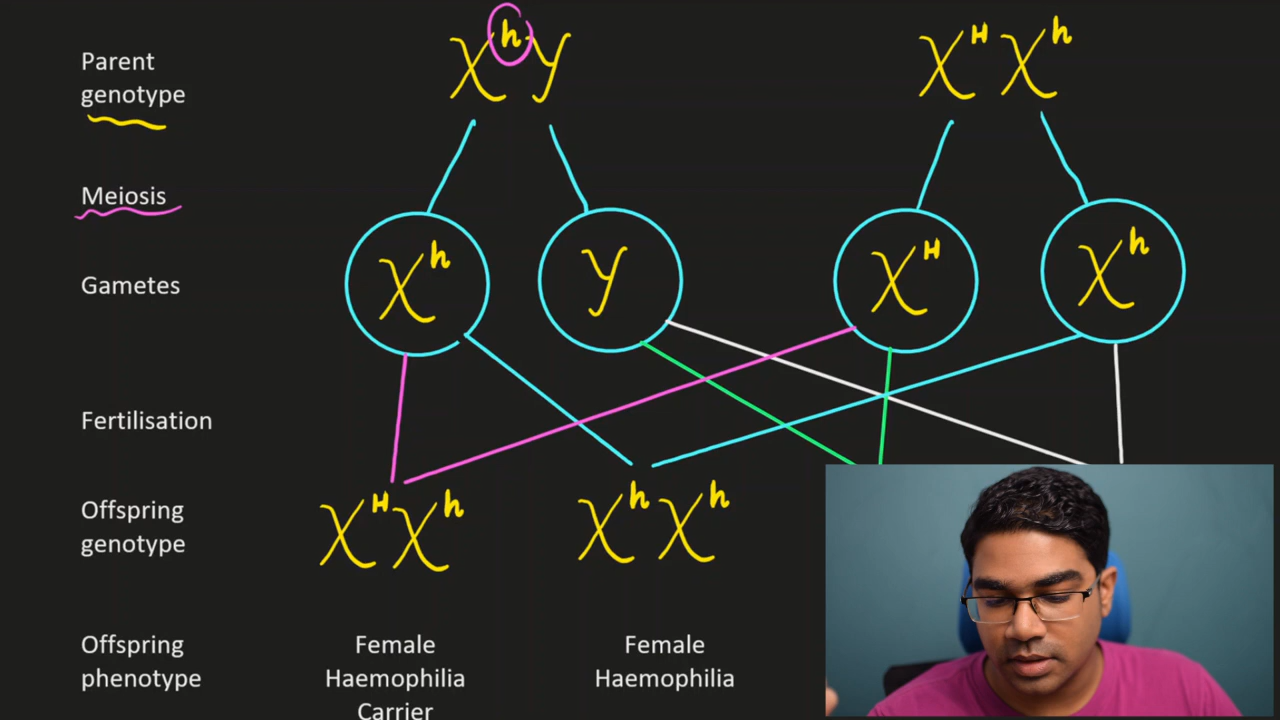 Parent
genotype
XʰY
XᴴXʰ
Meiosis
Gametes
Xʰ
Y
Xᴴ
Xʰ
Fertilisation
Offspring
genotype
XᴴXʰ
XʰXʰ
Offspring
phenotype
Female
Haemophilia
Carrier
Female
Haemophilia